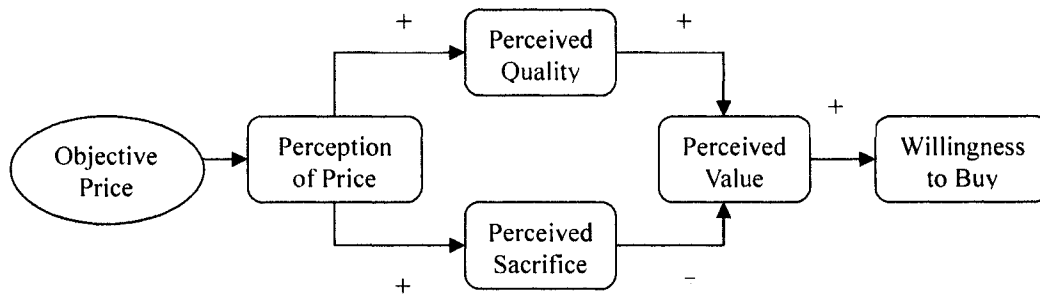 Objective
Price
Perception
of Price
+
Perceived
Quality
+
+
Perceived
Sacrifice
-
Perceived
Value
+
Willingness
to Buy